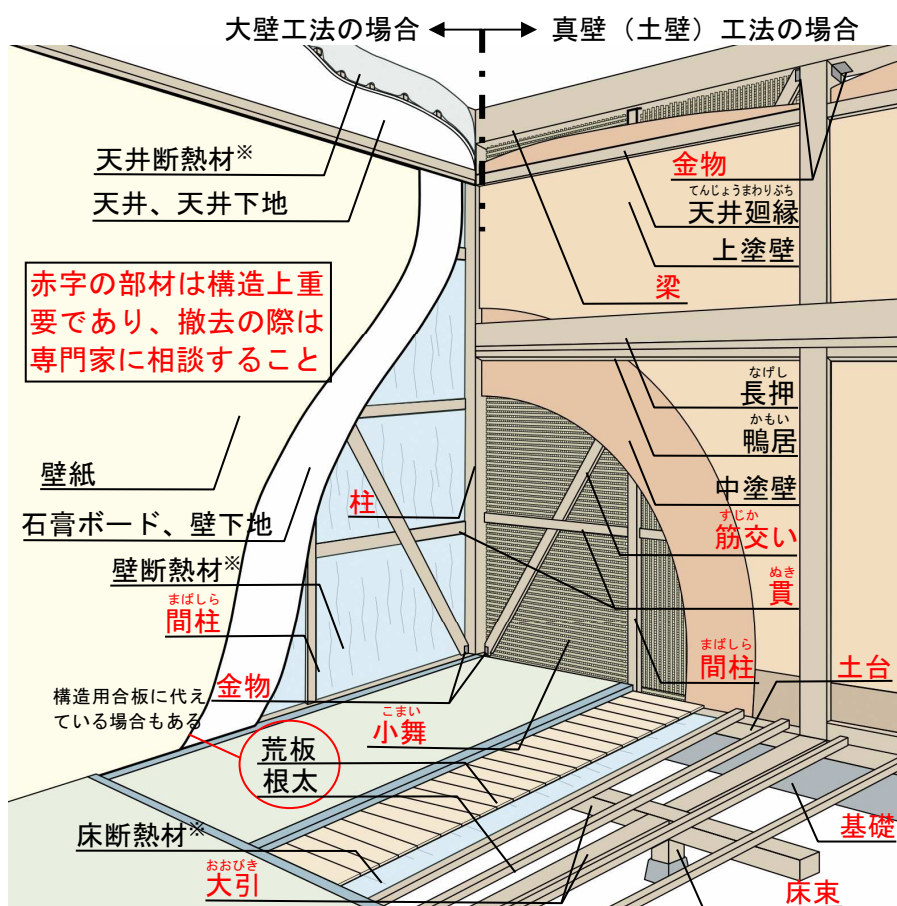 大壁工法の場合
真壁（土壁）工法の場合
天井断熱材※
天井、天井下地
赤字の部材は構造上重
要であり、撤去の際は
専門家に相談すること
壁紙
石膏ボード、壁下地
壁断熱材※
まばしら
間柱
金物
構造用合板に代え
ている場合もある
荒板
根太
床断熱材※
おおびき
大引
柱
こまい
小舞
金物
てんじょうまわりぶち
天井廻縁
上塗壁
梁
なげし
長押
かもい
鴨居
中塗壁
すじか
筋交い
ぬき
貫
まばしら
間柱
土台
基礎
床束